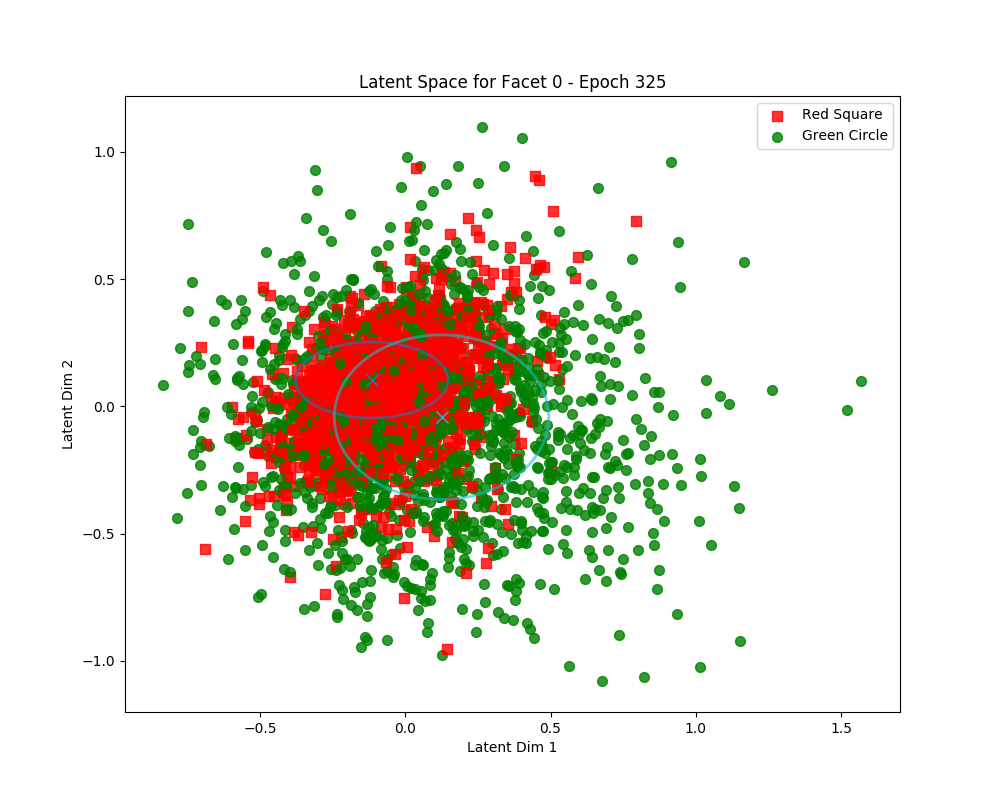 Latent Space for Facet 0 - Epoch 325
Red Square
Green Circle
1.0
0.5
0.0
−0.5
−1.0
Latent Dim 2
−0.5
0.0
0.5
1.0
1.5
Latent Dim 1